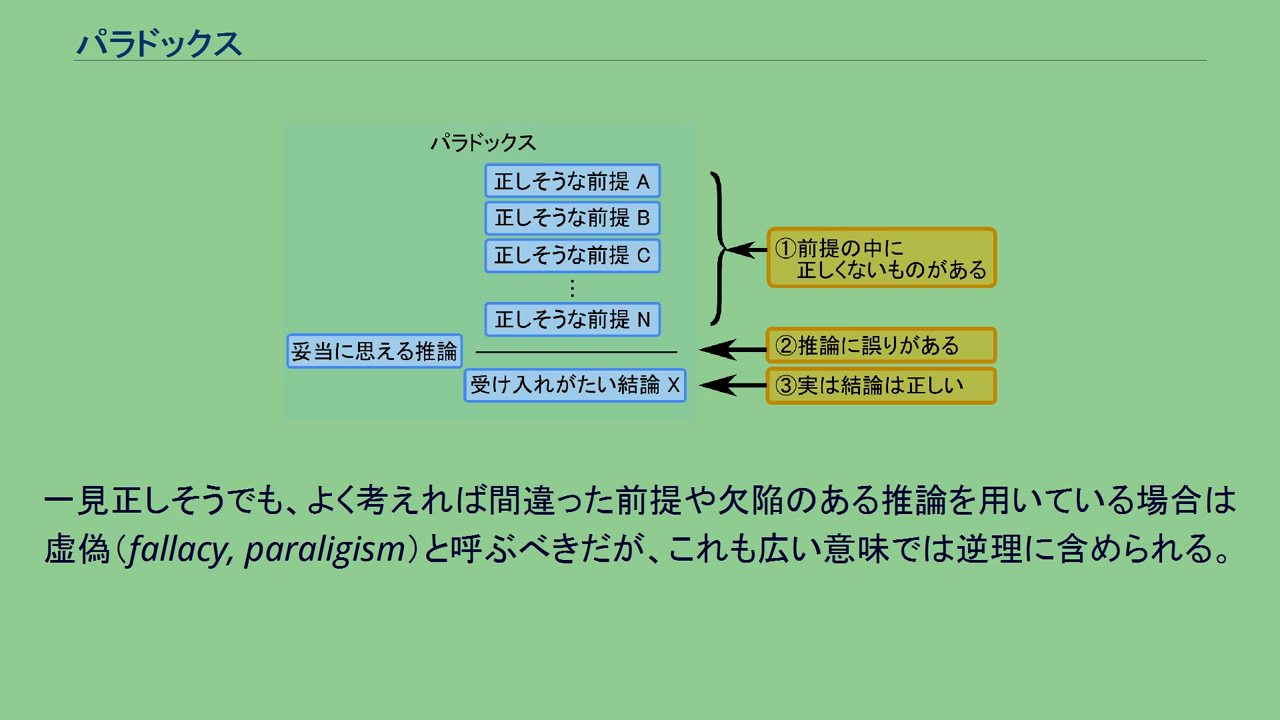 パラドックス
パラドックス
正しそうな前提 A
正しそうな前提 B
正しそうな前提 C
⋮
正しそうな前提 N
妥当に思える推論
受け入れがたい結論 X
①前提の中に
正しくないものがある
②推論に誤りがある
③実は結論は正しい
一見正しそうでも、よく考えれば間違った前提や欠陥のある推論を用いている場合は
虚偽（fallacy, paraligism）と呼ぶべきだが、これも広い意味では逆理に含められる。